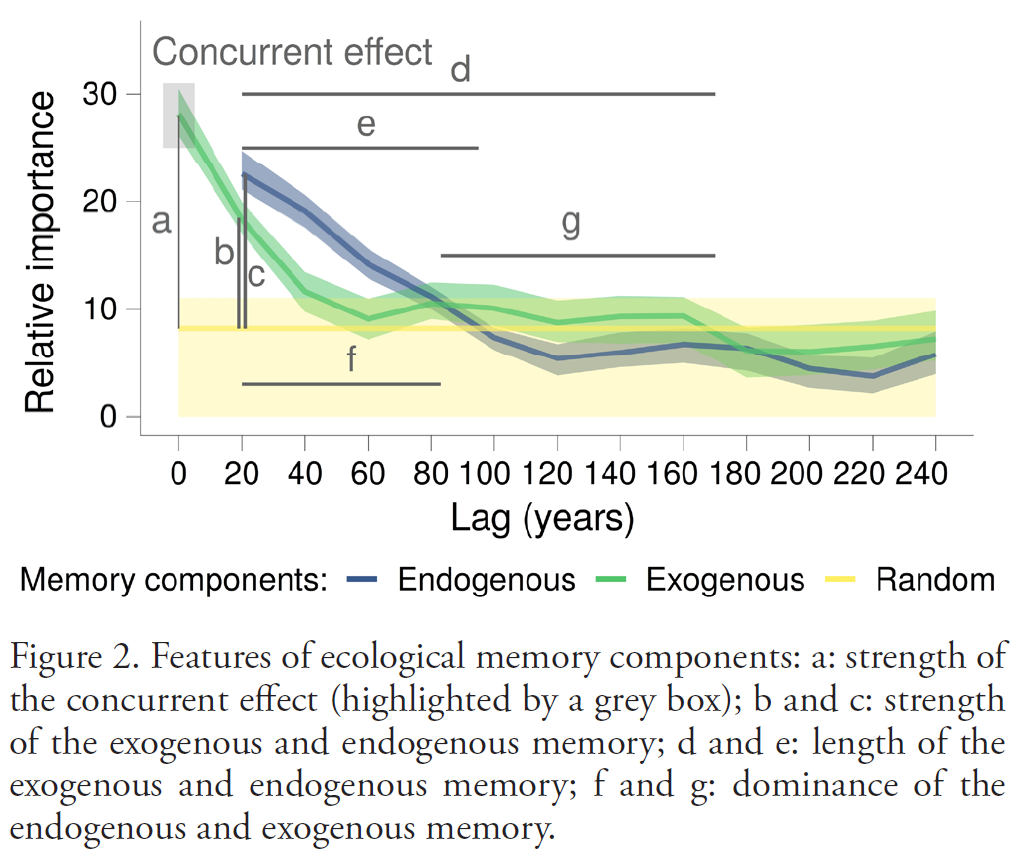 Concurrent effect
d
30
e
20
g
a
b
c
10
f
0
Relative importance
0 20 40 60 80 100 120 140 160 180 200 220 240
Lag (years)
Memory components: Endogenous Exogenous Random
Figure 2. Features of ecological memory components: a: strength of
the concurrent effect (highlighted by a grey box); b and c: strength
of the exogenous and endogenous memory; d and e: length of the
exogenous and endogenous memory; f and g: dominance of the
endogenous and exogenous memory.